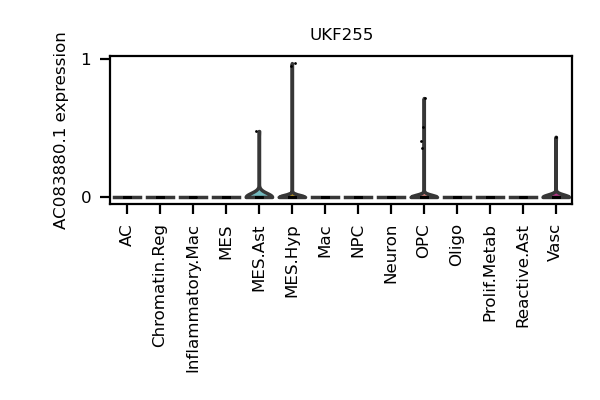 UKF255
AC083880.1 expression
1
0
AC
Chromatin.Reg
Inflammatory.Mac
MES
MES.Ast
MES.Hyp
Mac
NPC
Neuron
OPC
Oligo
Prolif.Metab
Reactive.Ast
Vasc